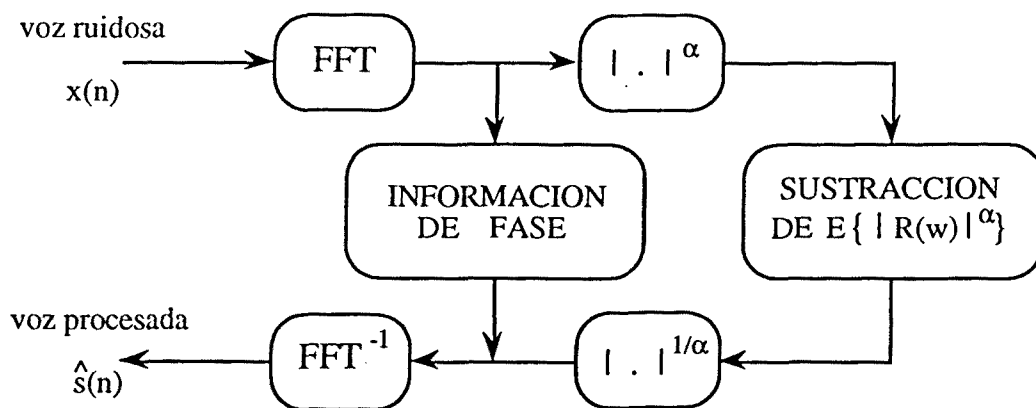 voz ruidosa
x(n)
FFT
| . |^α
INFORMACION
DE FASE
SUSTRACCION
DE E{ | R(w) |^α}
voz procesada
ŝ(n)
FFT^-1
| . |^1/α